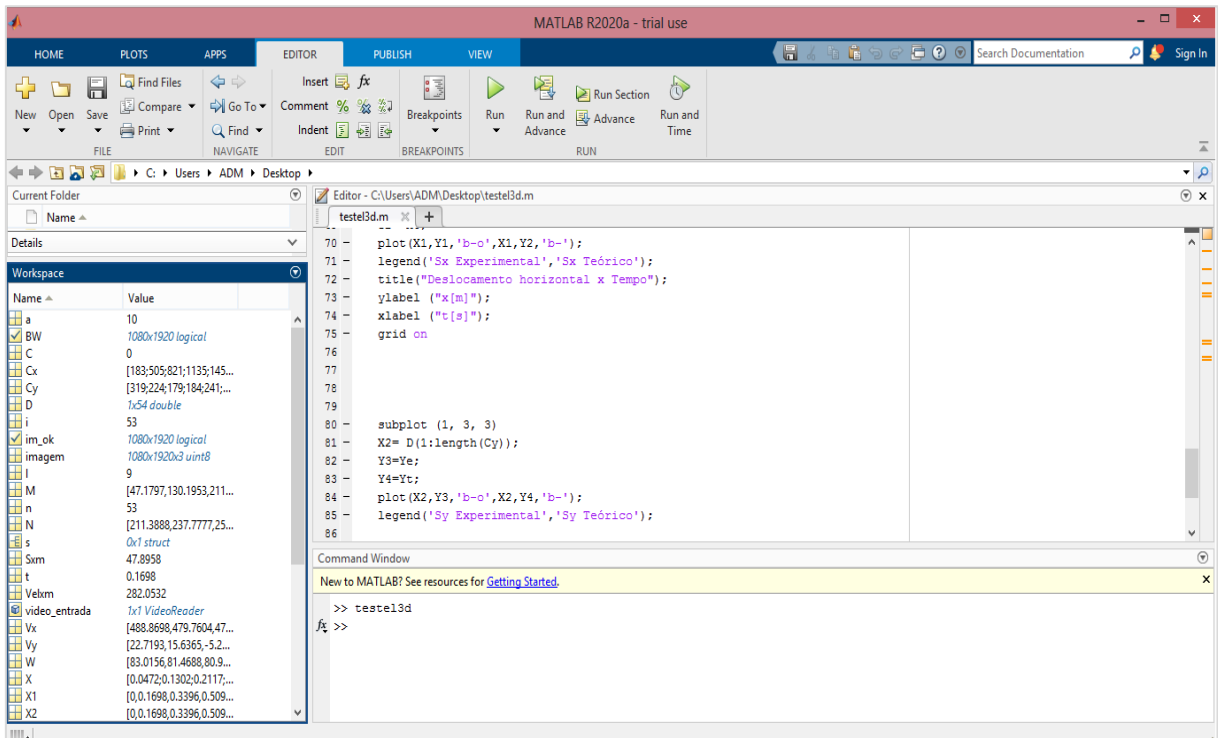 MATLAB R2020a - trial use
HOME PLOTS APPS EDITOR PUBLISH VIEW Search Documentation Sign In
New Open Save Find Files Compare Print
FILE
Go To Find
NAVIGATE
Insert fx
Comment
Indent
EDIT
Breakpoints
BREAKPOINTS
Run Run and Advance Run Section Advance Run and Time
RUN
C: Users ADM Desktop
Current Folder
Name
Details
Workspace
Name Value
a 10
BW 1080x1920 logical
C 0
Cx [183;505;821;1135;145...
Cy [319;224;179;184;241;...
D 1x54 double
i 53
im_ok 1080x1920 logical
imagem 1080x1920x3 uint8
l 9
M [47.1797,130.1953,211...
n 53
N [211.3888,237.7777,25...
s 0x1 struct
Sxm 47.8958
t 0.1698
Velxm 282.0532
video_entrada 1x1 VideoReader
Vx [488.8698,479.7604,47...
Vy [22.7193,15.6365,-5.2...
W [83.0156,81.4688,80.9...
X [0.0472;0.1302;0.2117;...
X1 [0,0.1698,0.3396,0.509...
X2 [0,0.1698,0.3396,0.509...
Editor - C:\Users\ADM\Desktop\testel3d.m
testel3d.m
70 - plot(X1,Y1,'b-o',X1,Y2,'b-');
71 - legend('Sx Experimental','Sx Teórico');
72 - title("Deslocamento horizontal x Tempo");
73 - ylabel ("x[m]");
74 - xlabel ("t[s]");
75 - grid on
76
77
78
79
80 - subplot (1, 3, 3)
81 - X2= D(1:length(Cy));
82 - Y3=Ye;
83 - Y4=Yt;
84 - plot(X2,Y3,'b-o',X2,Y4,'b-');
85 - legend('Sy Experimental','Sy Teórico');
86
Command Window
New to MATLAB? See resources for Getting Started.
>> testel3d
fx >>